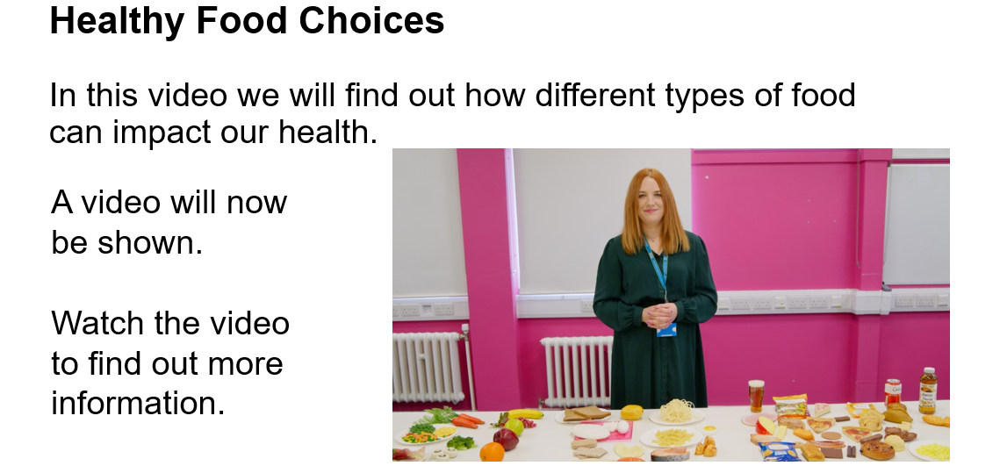 Healthy Food Choices
In this video we will find out how different types of food
can impact our health.
A video will now
be shown.
Watch the video
to find out more
information.